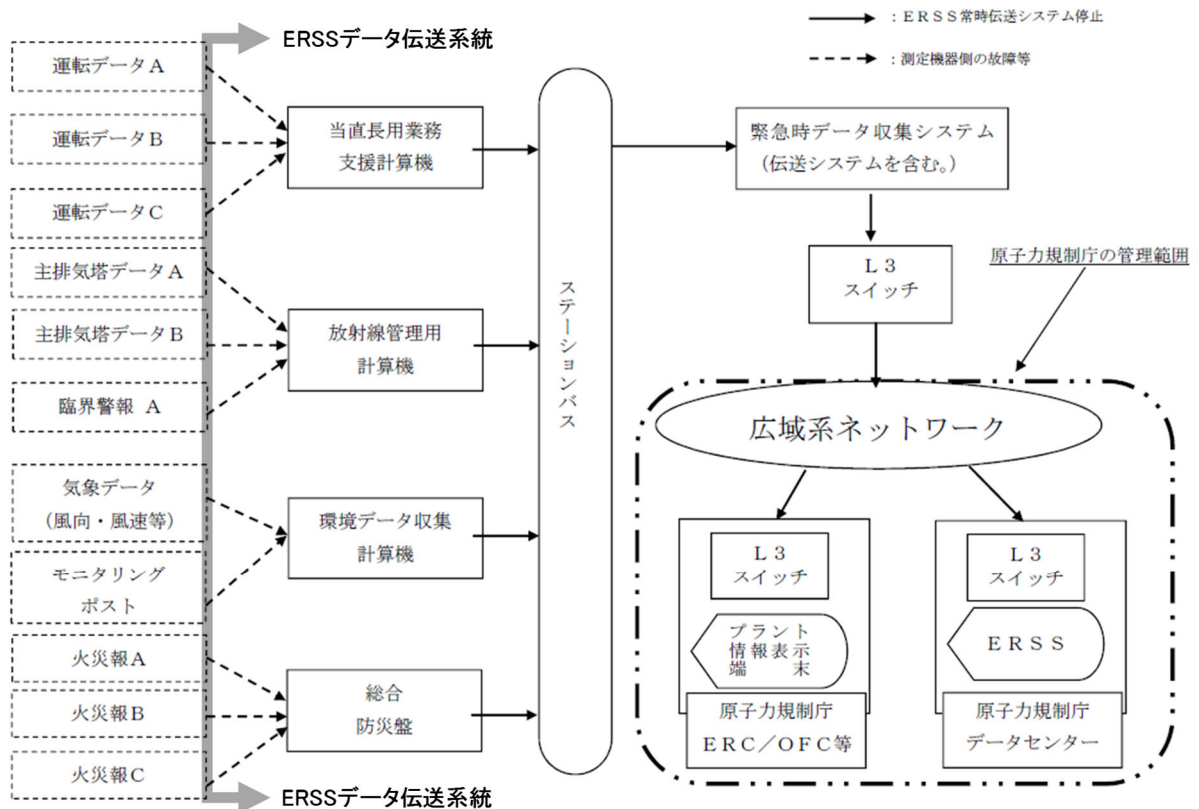 ERSSデータ伝送系統
：ＥＲＳＳ常時伝送システム停止
：測定機器側の故障等
運転データＡ
運転データＢ
運転データＣ
主排気塔データＡ
主排気塔データＢ
臨界警報 Ａ
気象データ
（風向・風速等）
モニタリング
ポスト
火災報Ａ
火災報Ｂ
火災報Ｃ
当直長用業務
支援計算機
放射線管理用
計算機
環境データ収集
計算機
総合
防災盤
ステーションバス
緊急時データ収集システム
（伝送システムを含む。）
Ｌ３
スイッチ
原子力規制庁の管理範囲
広域系ネットワーク
Ｌ３
スイッチ
プラント
情報表示
端末
原子力規制庁
ＥＲＣ／ＯＦＣ等
Ｌ３
スイッチ
ＥＲＳＳ
原子力規制庁
データセンター
ERSSデータ伝送系統